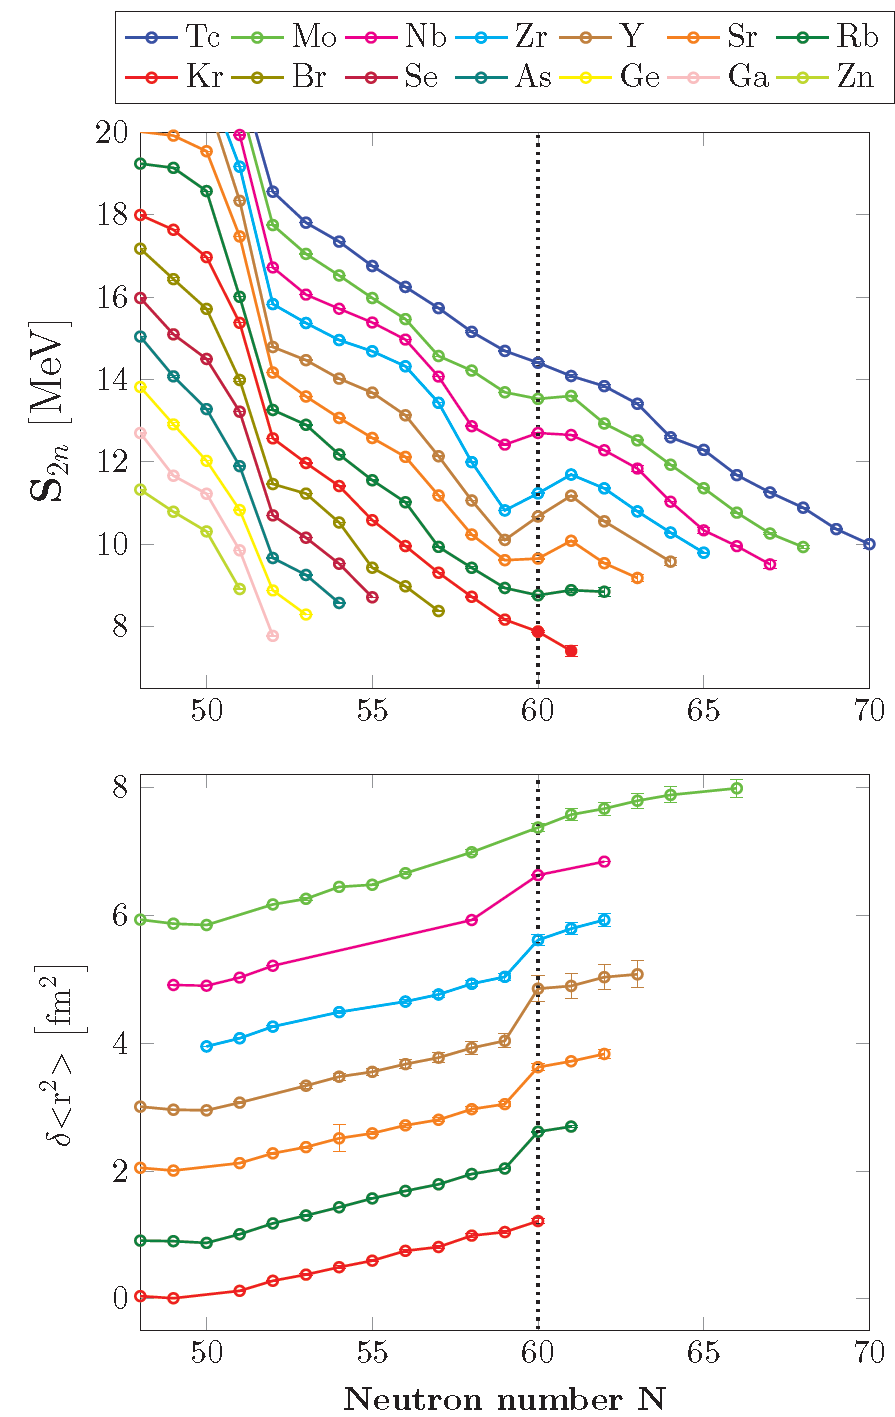 Tc Mo Nb Zr Y Sr Rb
Kr Br Se As Ge Ga Zn
20
18
16
14
12
10
8
S₂ₙ [MeV]
50 55 60 65 70
8
6
4
2
0
δ<r²> [fm²]
50 55 60 65 70
Neutron number N